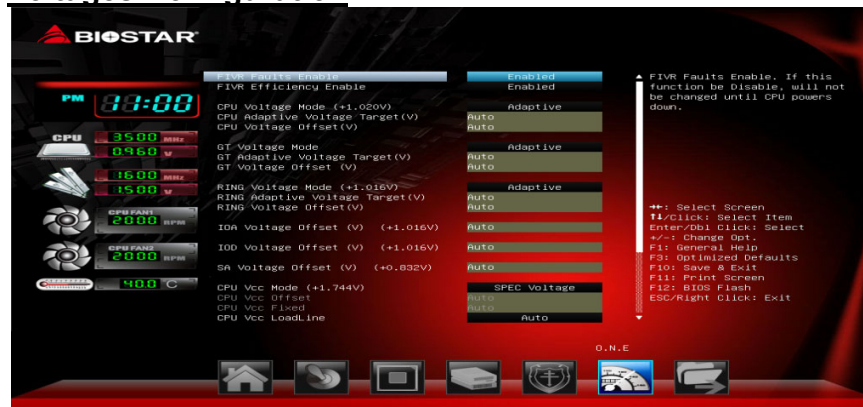 BIOSTAR
PM 11:00
CPU 3500 MHz
0.960 V
1600 MHz
1.500 V
CPU FAN1
2000 RPM
CPU FAN2
2000 RPM
40.0 C
FIVR Faults Enable Enabled
FIVR Efficiency Enable Enabled
CPU Voltage Mode (+1.020V) Adaptive
CPU Adaptive Voltage Target(V) Auto
CPU Voltage Offset(V) Auto
GT Voltage Mode Adaptive
GT Adaptive Voltage Target(V) Auto
GT Voltage Offset (V) Auto
RING Voltage Mode (+1.016V) Adaptive
RING Adaptive Voltage Target(V) Auto
RING Voltage Offset(V) Auto
IOA Voltage Offset (V) (+1.016V) Auto
IOD Voltage Offset (V) (+1.016V) Auto
SA Voltage Offset (V) (+0.832V) Auto
CPU Vcc Mode (+1.744V) SPEC Voltage
CPU Vcc Offset Auto
CPU Vcc Fixed Auto
CPU Vcc LoadLine Auto
FIVR Faults Enable. If this
function be Disable, will not
be changed until CPU powers
down.
→←: Select Screen
↑↓/Click: Select Item
Enter/Dbl Click: Select
+/-: Change Opt.
F1: General Help
F3: Optimized Defaults
F10: Save & Exit
F11: Print Screen
F12: BIOS Flash
ESC/Right Click: Exit
O.N.E